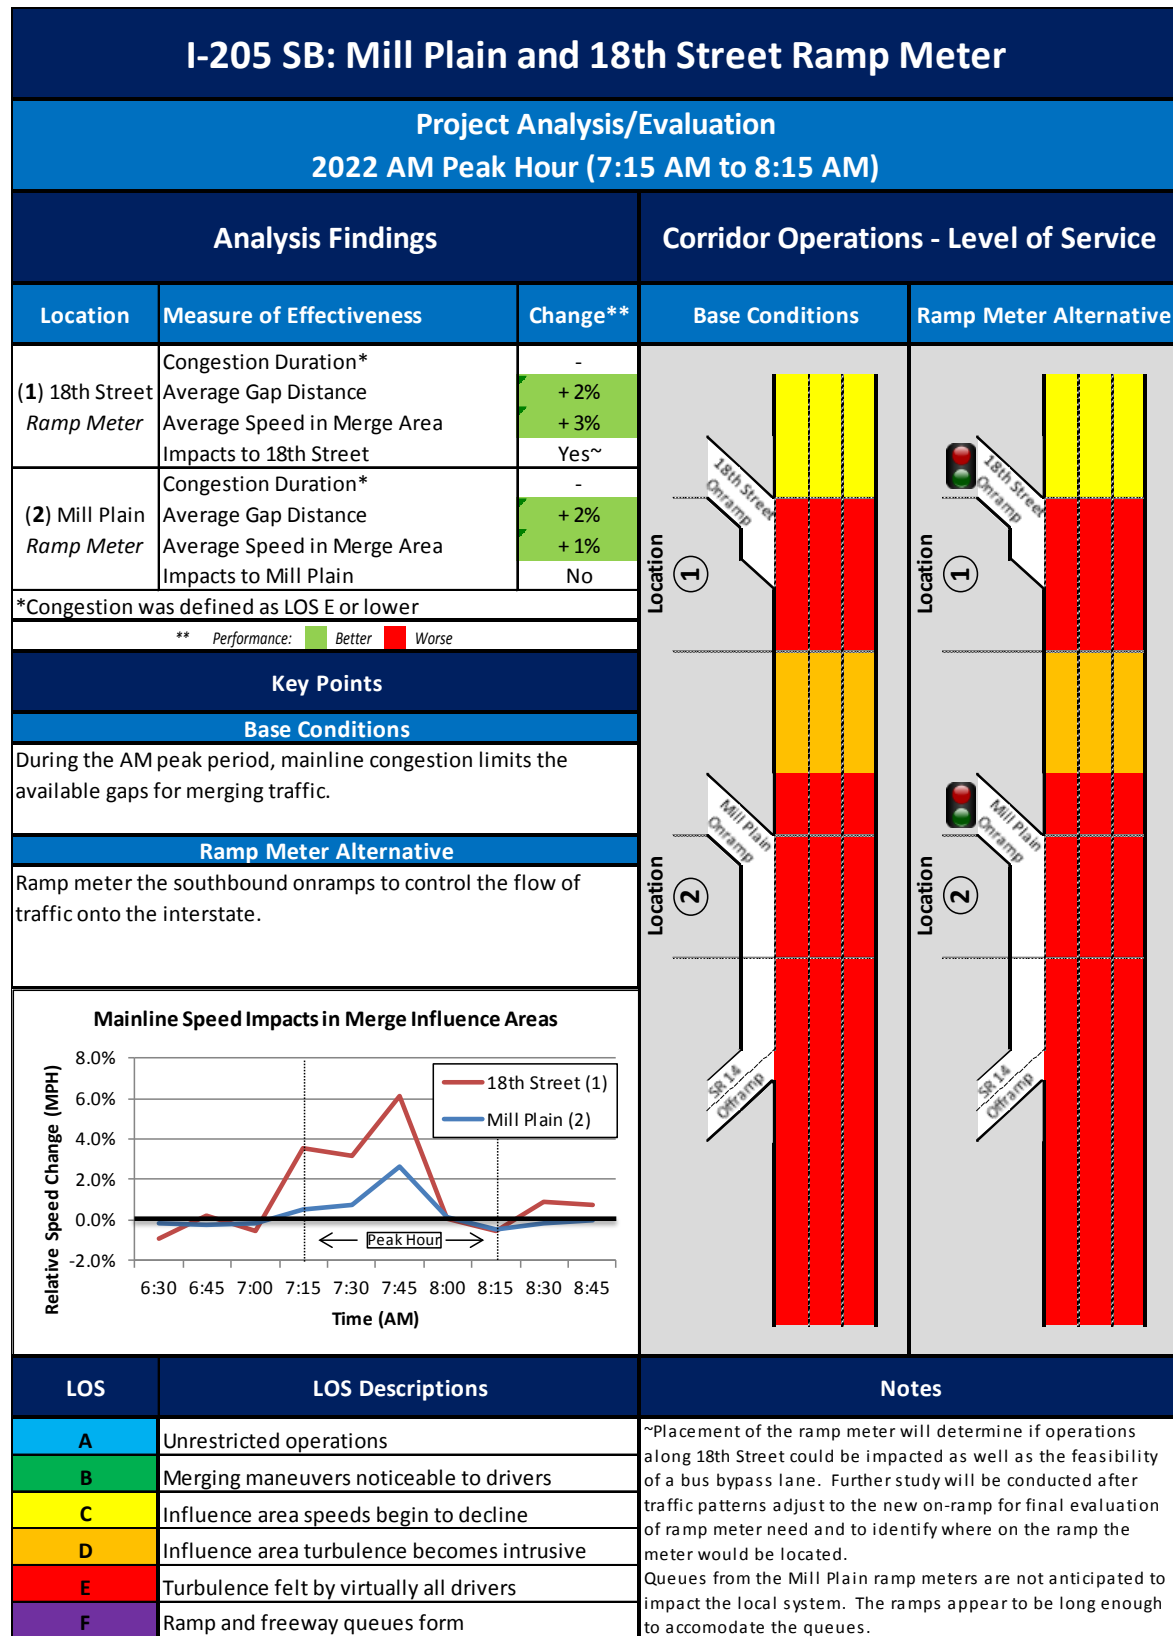 I-205 SB: Mill Plain and 18th Street Ramp Meter
Project Analysis/Evaluation
2022 AM Peak Hour (7:15 AM to 8:15 AM)
Analysis Findings
Corridor Operations - Level of Service
Location
Measure of Effectiveness
Change**
Base Conditions
Ramp Meter Alternative
(1) 18th Street
Ramp Meter
Congestion Duration*
-
Average Gap Distance
+ 2%
Average Speed in Merge Area
+ 3%
Impacts to 18th Street
Yes~
(2) Mill Plain
Ramp Meter
Congestion Duration*
-
Average Gap Distance
+ 2%
Average Speed in Merge Area
+ 1%
Impacts to Mill Plain
No
*Congestion was defined as LOS E or lower
** Performance: Better Worse
Key Points
Base Conditions
During the AM peak period, mainline congestion limits the
available gaps for merging traffic.
Ramp Meter Alternative
Ramp meter the southbound onramps to control the flow of
traffic onto the interstate.
Mainline Speed Impacts in Merge Influence Areas
Relative Speed Change (MPH)
8.0%
6.0%
4.0%
2.0%
0.0%
-2.0%
18th Street (1)
Mill Plain (2)
Peak Hour
6:30 6:45 7:00 7:15 7:30 7:45 8:00 8:15 8:30 8:45
Time (AM)
18th Street
Onramp
Location
1
Mill Plain
Onramp
Location
2
SR 14
Offramp
18th Street
Onramp
Location
1
Mill Plain
Onramp
Location
2
SR 14
Offramp
LOS
LOS Descriptions
A
Unrestricted operations
B
Merging maneuvers noticeable to drivers
C
Influence area speeds begin to decline
D
Influence area turbulence becomes intrusive
E
Turbulence felt by virtually all drivers
F
Ramp and freeway queues form
Notes
~Placement of the ramp meter will determine if operations
along 18th Street could be impacted as well as the feasibility
of a bus bypass lane. Further study will be conducted after
traffic patterns adjust to the new on-ramp for final evaluation
of ramp meter need and to identify where on the ramp the
meter would be located.
Queues from the Mill Plain ramp meters are not anticipated to
impact the local system. The ramps appear to be long enough
to accomodate the queues.